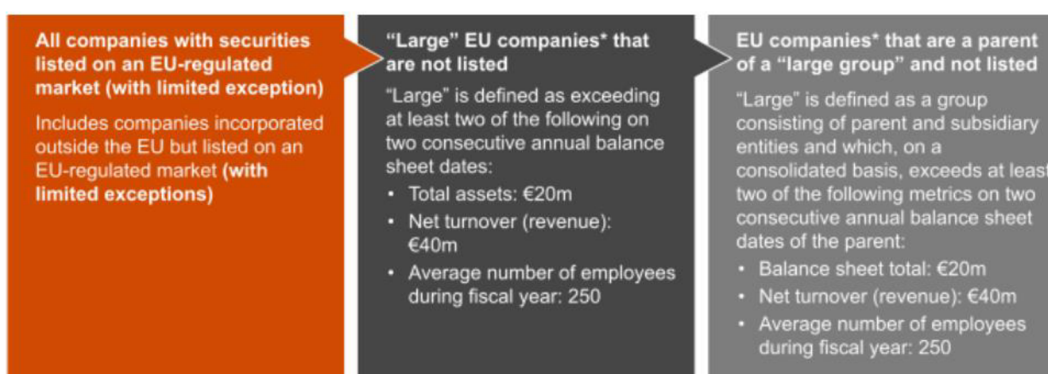 All companies with securities
listed on an EU-regulated
market (with limited exception)
Includes companies incorporated
outside the EU but listed on an
EU-regulated market (with
limited exceptions)
“Large” EU companies* that
are not listed
“Large” is defined as exceeding
at least two of the following on
two consecutive annual balance
sheet dates:
• Total assets: €20m
• Net turnover (revenue):
€40m
• Average number of employees
during fiscal year: 250
EU companies* that are a parent
of a “large group” and not listed
“Large” is defined as a group
consisting of parent and subsidiary
entities and which, on a
consolidated basis, exceeds at least
two of the following metrics on two
consecutive annual balance sheet
dates of the parent:
• Balance sheet total: €20m
• Net turnover (revenue): €40m
• Average number of employees
during fiscal year: 250